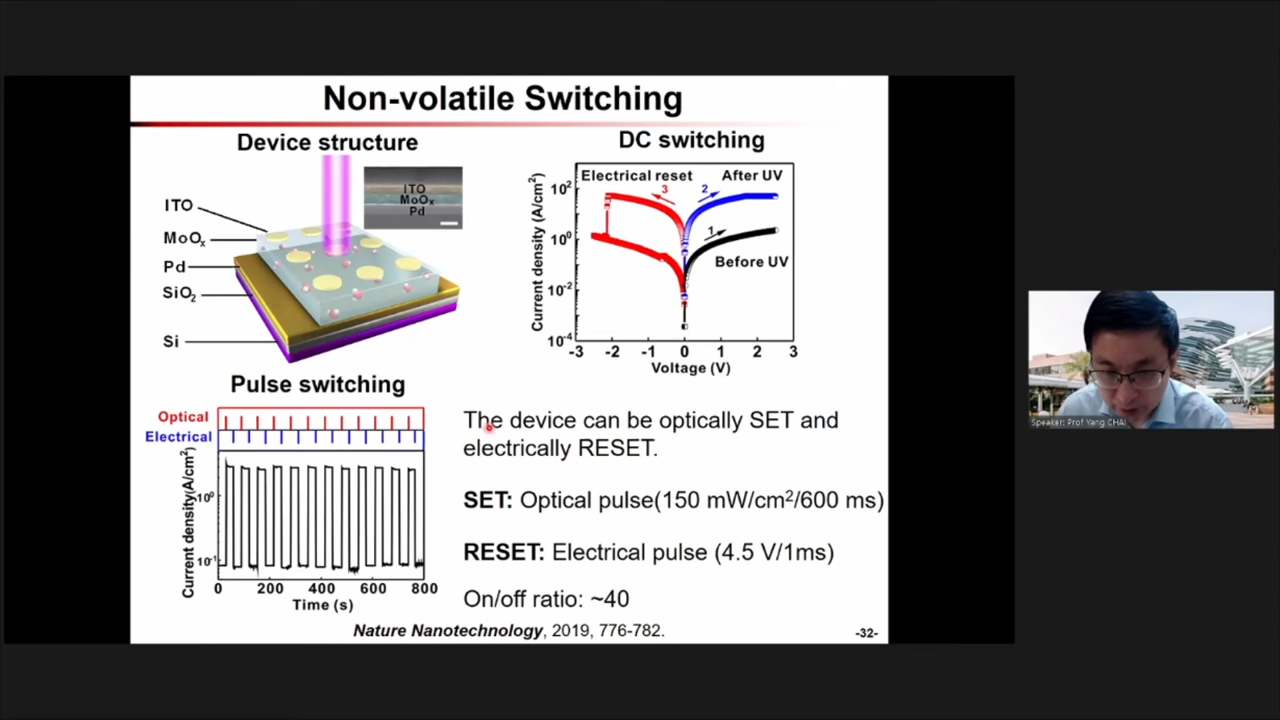 Non-volatile Switching
Device structure
ITO
MoOₓ
Pd
SiO₂
Si
ITO
MoOₓ
Pd
DC switching
Current density (A/cm²)
10²
10⁰
10⁻²
10⁻⁴
Electrical reset
After UV
3
2
1
Before UV
-3
-2
-1
0
1
2
3
Voltage (V)
Pulse switching
Optical
Electrical
Current density(A/cm²)
10⁰
10⁻¹
0
200
400
600
800
Time (s)
The device can be optically SET and
electrically RESET.
SET: Optical pulse(150 mW/cm²/600 ms)
RESET: Electrical pulse (4.5 V/1ms)
On/off ratio: ~40
Nature Nanotechnology, 2019, 776-782.
-32-
Speaker: Prof Yang CHAI